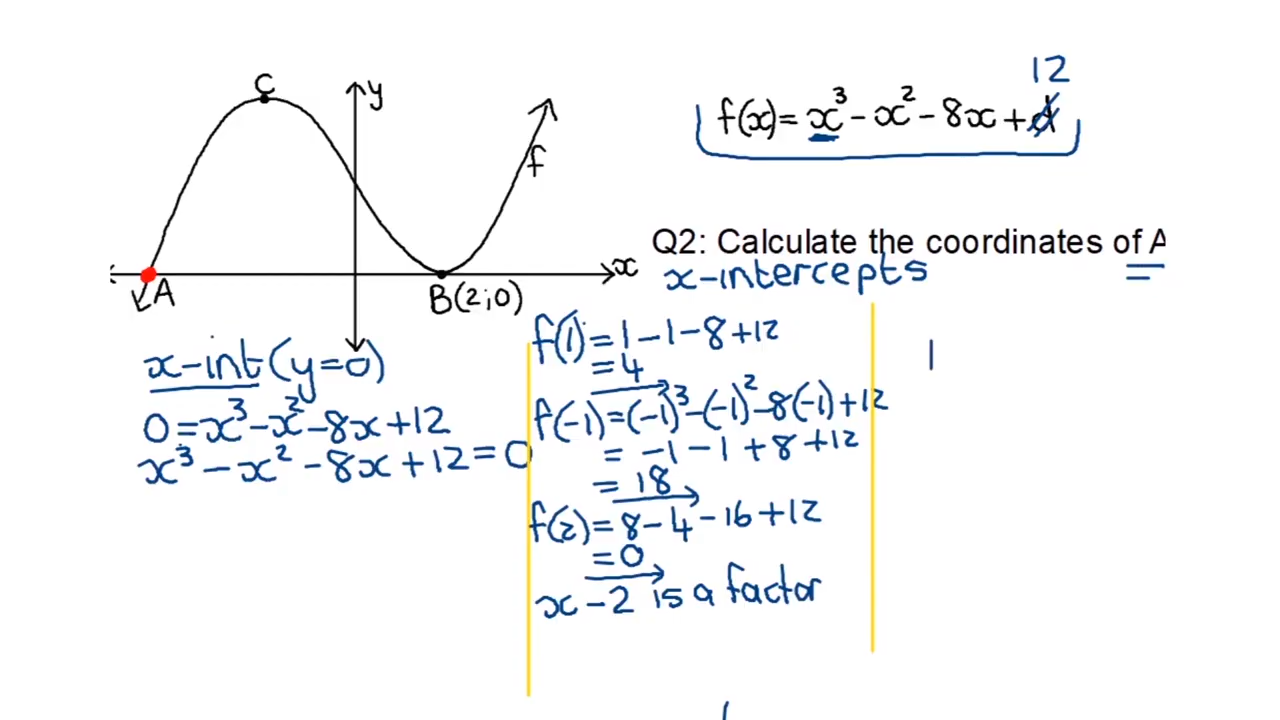 C
y
f
x
A
B(2;0)
12
f(x) = x³ - x² - 8x + d
Q2: Calculate the coordinates of A
x-intercepts
x-int (y=0)
0 = x³ - x² - 8x + 12
x³ - x² - 8x + 12 = 0
f(1) = 1 - 1 - 8 + 12
= 4
f(-1) = (-1)³ - (-1)² - 8(-1) + 12
= -1 - 1 + 8 + 12
= 18
f(2) = 8 - 4 - 16 + 12
= 0
x - 2 is a factor